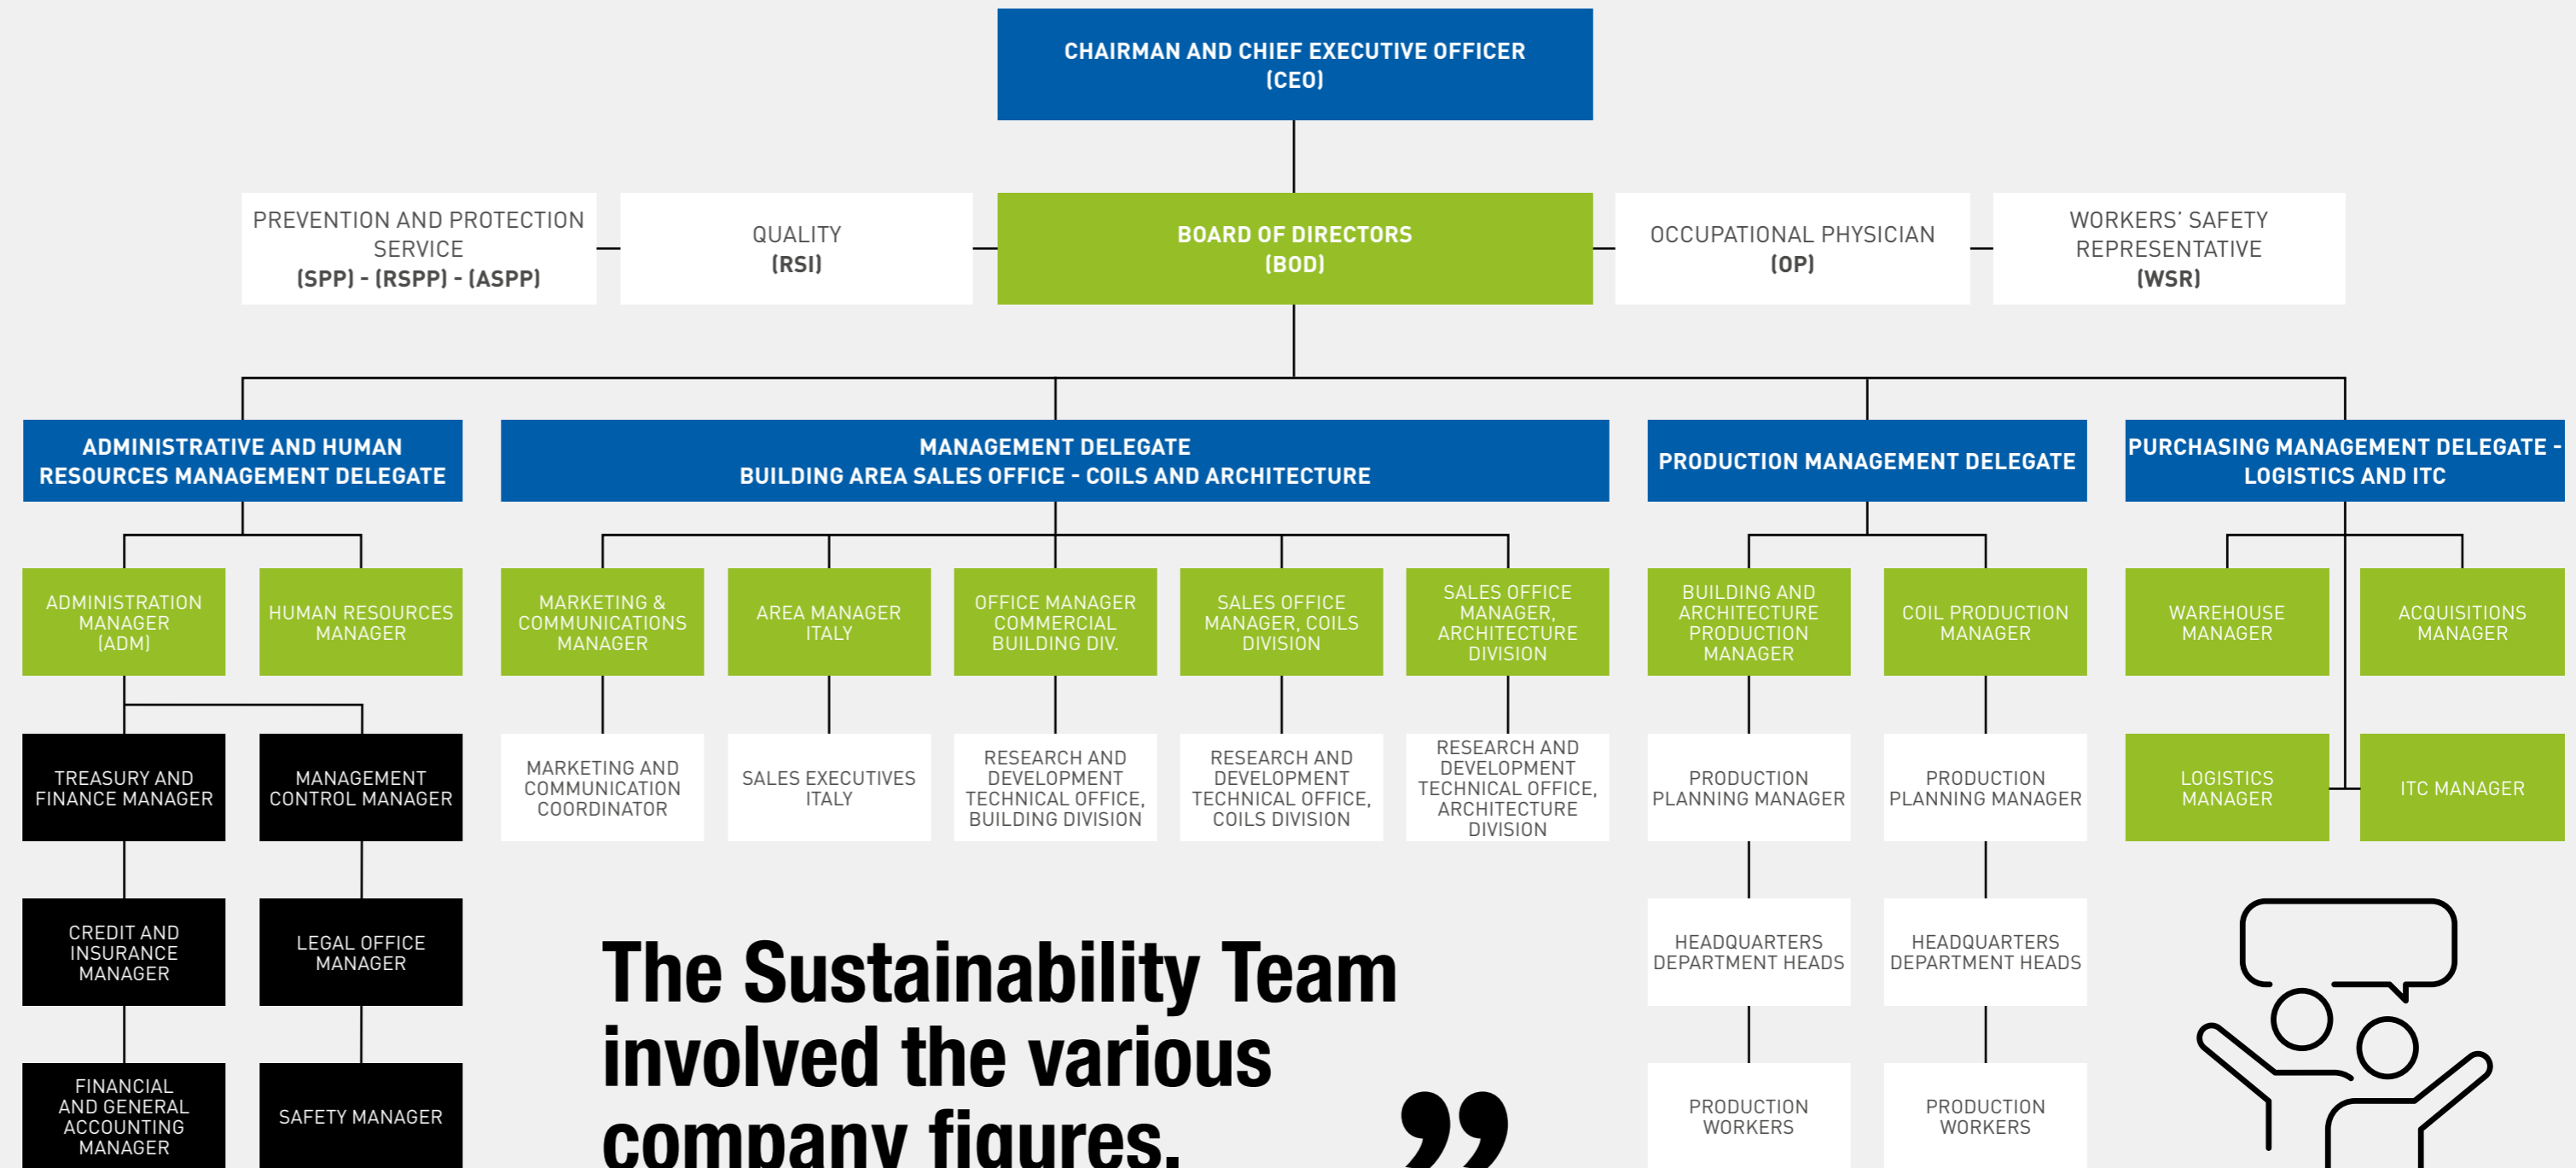 CHAIRMAN AND CHIEF EXECUTIVE OFFICER
(CEO)
PREVENTION AND PROTECTION
SERVICE
(SPP) - (RSPP) - (ASPP)
QUALITY
(RSI)
BOARD OF DIRECTORS
(BOD)
OCCUPATIONAL PHYSICIAN
(OP)
WORKERS’ SAFETY
REPRESENTATIVE
(WSR)
ADMINISTRATIVE AND HUMAN
RESOURCES MANAGEMENT DELEGATE
MANAGEMENT DELEGATE
BUILDING AREA SALES OFFICE - COILS AND ARCHITECTURE
PRODUCTION MANAGEMENT DELEGATE
PURCHASING MANAGEMENT DELEGATE -
LOGISTICS AND ITC
ADMINISTRATION
MANAGER
(ADM)
HUMAN RESOURCES
MANAGER
MARKETING &
COMMUNICATIONS
MANAGER
AREA MANAGER
ITALY
OFFICE MANAGER
COMMERCIAL
BUILDING DIV.
SALES OFFICE
MANAGER, COILS
DIVISION
SALES OFFICE
MANAGER,
ARCHITECTURE
DIVISION
BUILDING AND
ARCHITECTURE
PRODUCTION
MANAGER
COIL PRODUCTION
MANAGER
WAREHOUSE
MANAGER
ACQUISITIONS
MANAGER
TREASURY AND
FINANCE MANAGER
MANAGEMENT
CONTROL MANAGER
MARKETING AND
COMMUNICATION
COORDINATOR
SALES EXECUTIVES
ITALY
RESEARCH AND
DEVELOPMENT
TECHNICAL OFFICE,
BUILDING DIVISION
RESEARCH AND
DEVELOPMENT
TECHNICAL OFFICE,
COILS DIVISION
RESEARCH AND
DEVELOPMENT
TECHNICAL OFFICE,
ARCHITECTURE
DIVISION
PRODUCTION
PLANNING MANAGER
PRODUCTION
PLANNING MANAGER
LOGISTICS
MANAGER
ITC MANAGER
CREDIT AND
INSURANCE
MANAGER
LEGAL OFFICE
MANAGER
HEADQUARTERS
DEPARTMENT HEADS
HEADQUARTERS
DEPARTMENT HEADS
FINANCIAL
AND GENERAL
ACCOUNTING
MANAGER
SAFETY MANAGER
PRODUCTION
WORKERS
PRODUCTION
WORKERS
The Sustainability Team
involved the various
company figures.
”